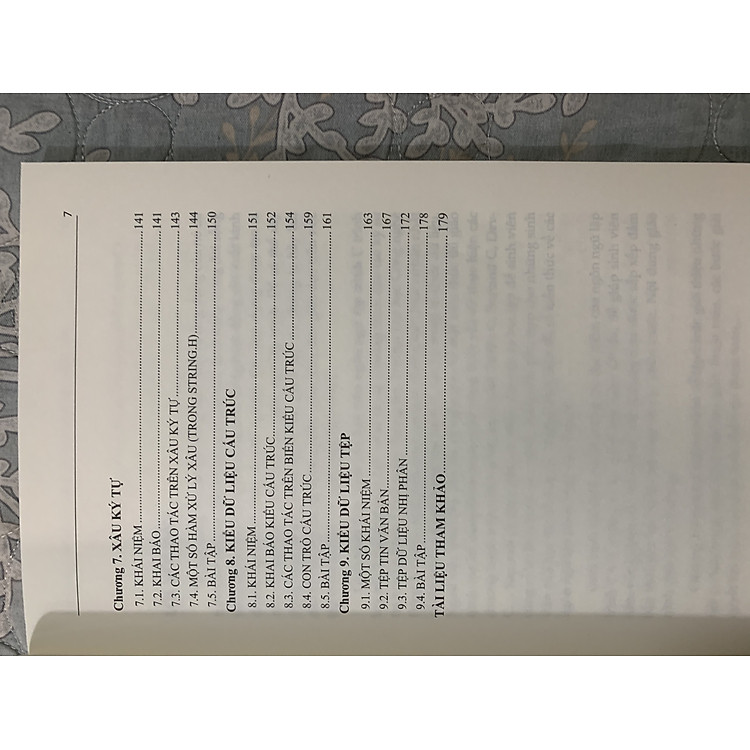 7
Chương 7. XÂU KÝ TỰ
7.1. KHÁI NIỆM 141
7.2. KHAI BÁO 141
7.3. CÁC THAO TÁC TRÊN XÂU KÝ TỰ 143
7.4. MỘT SỐ HÀM XỬ LÝ XÂU (TRONG STRING.H) 144
7.5. BÀI TẬP 150
Chương 8. KIỂU DỮ LIỆU CẤU TRÚC
8.1. KHÁI NIỆM 151
8.2. KHAI BÁO KIỂU CẤU TRÚC 152
8.3. CÁC THAO TÁC TRÊN BIẾN KIỂU CẤU TRÚC 154
8.4. CON TRỎ CẤU TRÚC 159
8.5. BÀI TẬP 161
Chương 9. KIỂU DỮ LIỆU TỆP
9.1. MỘT SỐ KHÁI NIỆM 163
9.2. TỆP TIN VĂN BẢN 167
9.3. TỆP DỮ LIỆU NHỊ PHÂN 172
9.4. BÀI TẬP 178
TÀI LIỆU THAM KHẢO 179